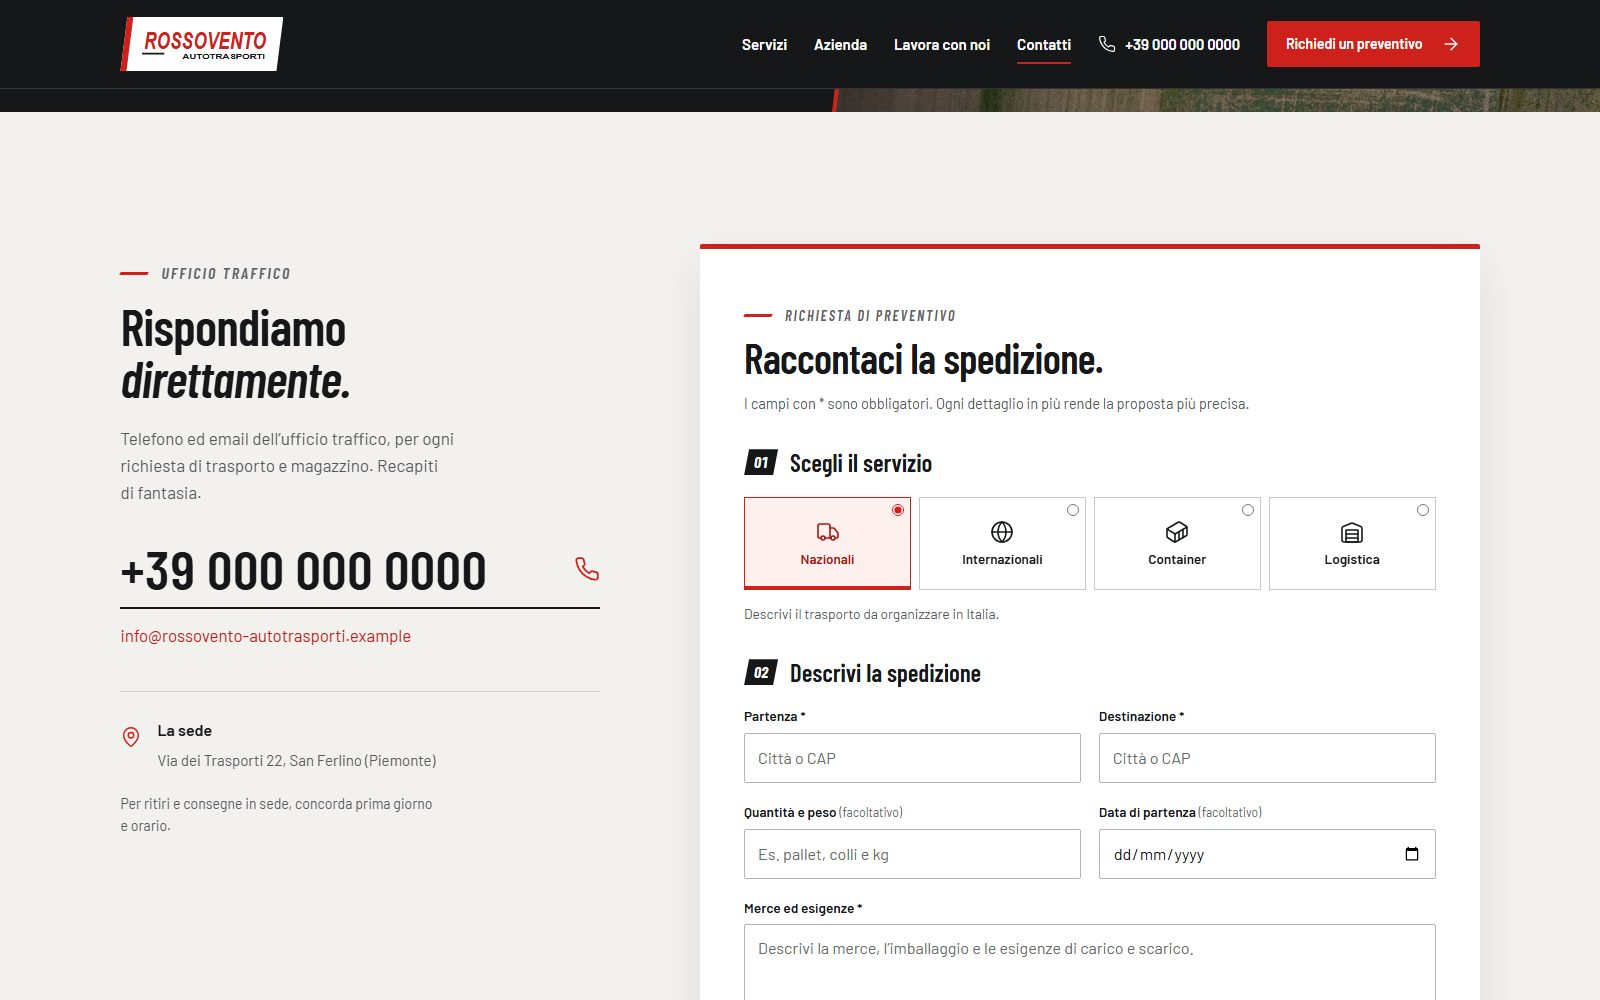 ROSSOVENTO
AUTOTRASPORTI
Servizi
Azienda
Lavora con noi
Contatti
+39 000 000 0000
Richiedi un preventivo
UFFICIO TRAFFICO
Rispondiamo
direttamente.
Telefono ed email dell’ufficio traffico, per ogni
richiesta di trasporto e magazzino. Recapiti
di fantasia.
+39 000 000 0000
info@rossovento-autotrasporti.example
La sede
Via dei Trasporti 22, San Ferlino (Piemonte)
Per ritiri e consegne in sede, concorda prima giorno
e orario.
RICHIESTA DI PREVENTIVO
Raccontaci la spedizione.
I campi con * sono obbligatori. Ogni dettaglio in più rende la proposta più precisa.
01 Scegli il servizio
Nazionali
Internazionali
Container
Logistica
Descrivi il trasporto da organizzare in Italia.
02 Descrivi la spedizione
Partenza *
Destinazione *
Città o CAP
Città o CAP
Quantità e peso (facoltativo)
Data di partenza (facoltativo)
Es. pallet, colli e kg
dd/mm/yyyy
Merce ed esigenze *
Descrivi la merce, l’imballaggio e le esigenze di carico e scarico.